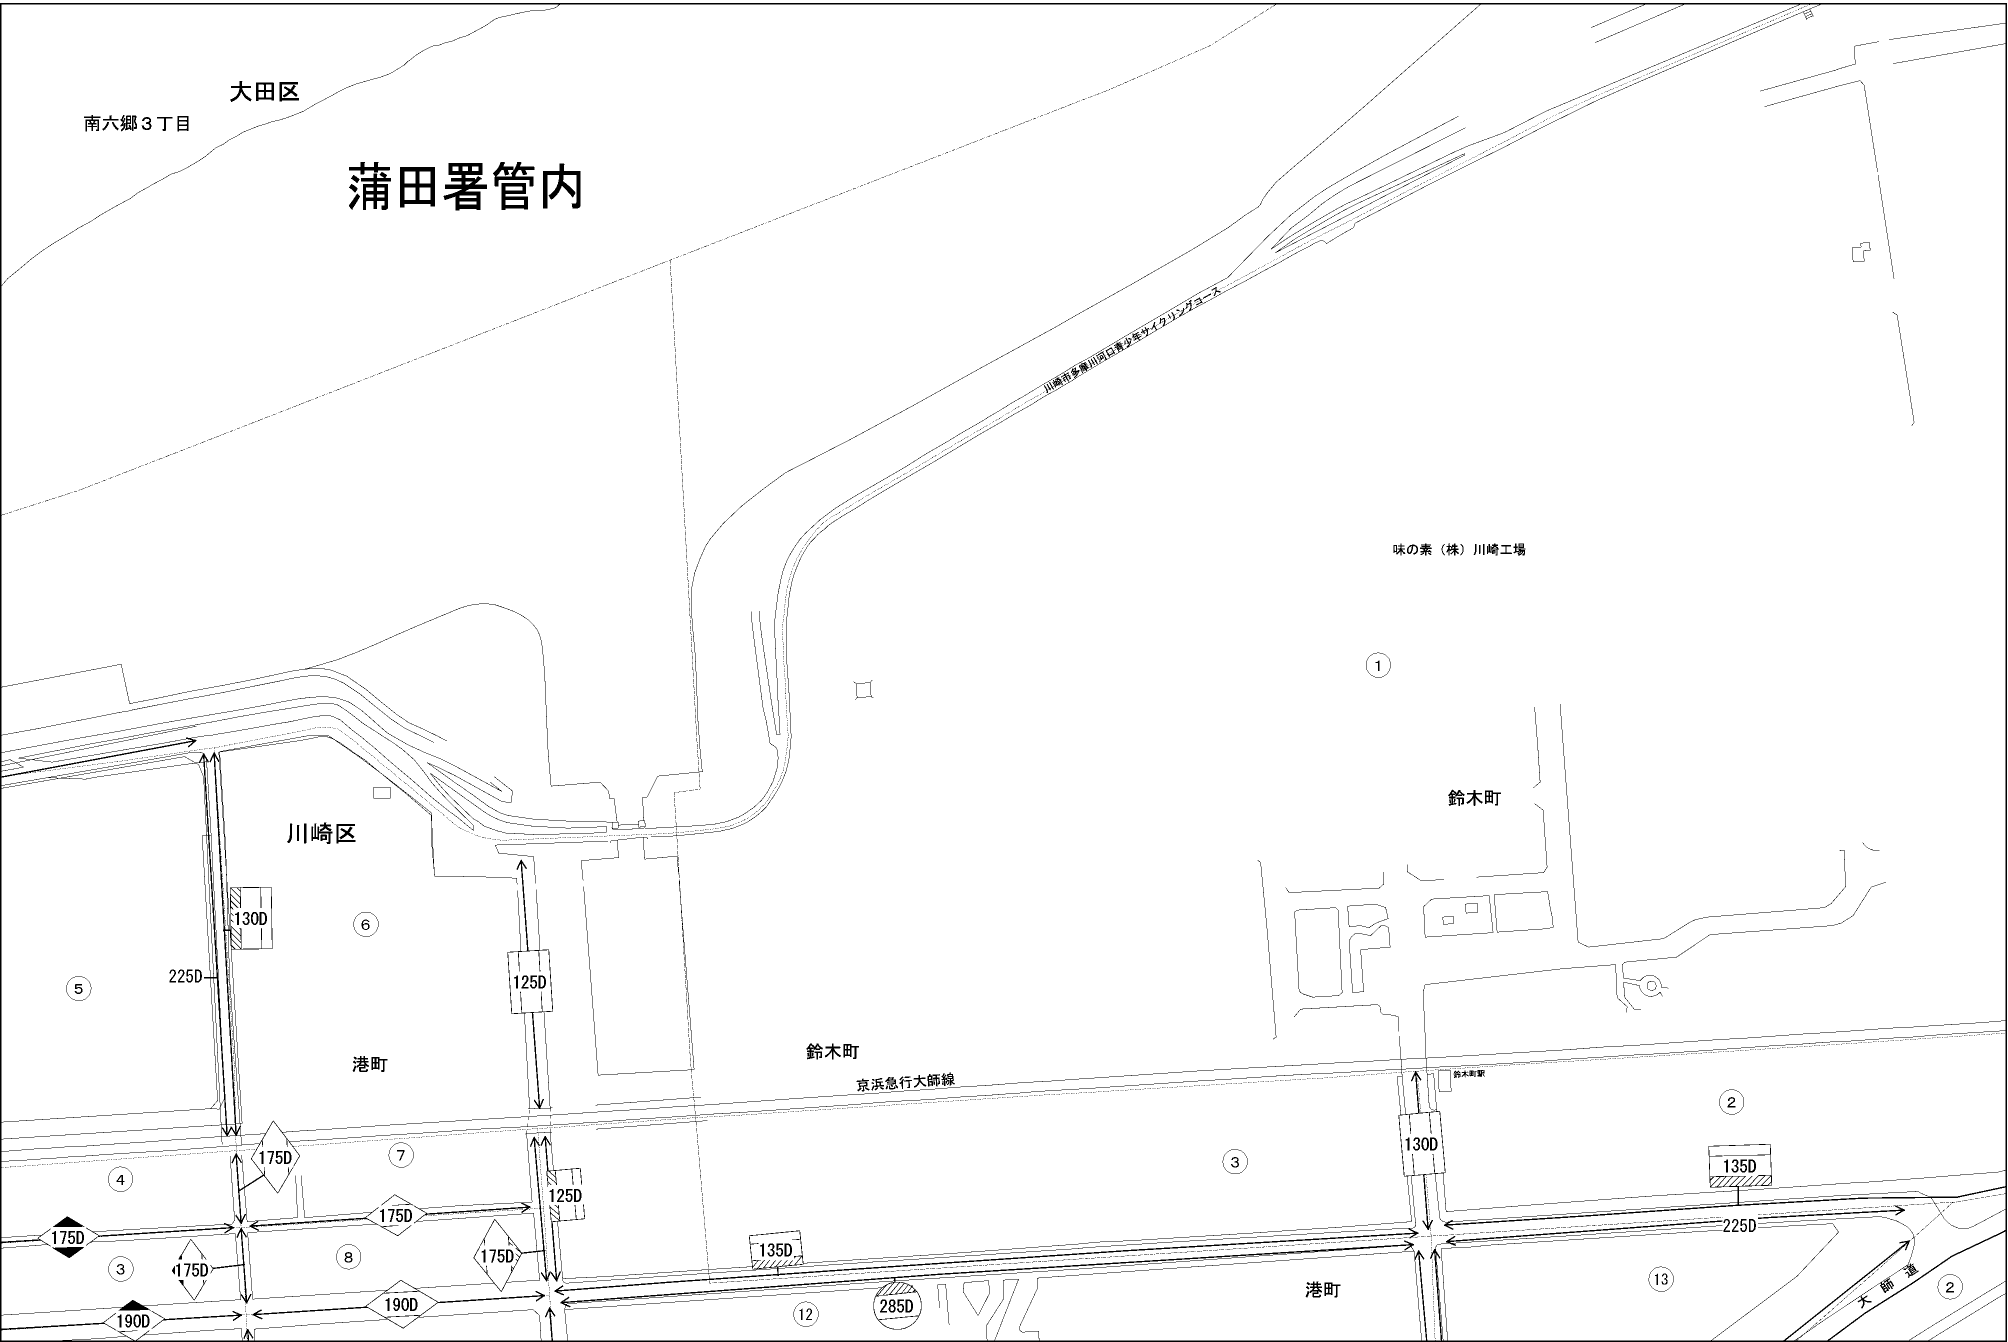 大田区
南六郷3丁目
蒲田署管内
川崎市多摩川河口青少年サイクリングコース
味の素（株）川崎工場
1
鈴木町
川崎区
130D
6
225D
125D
5
鈴木町
港町
京浜急行大師線
鈴木町駅
2
130D
7
175D
3
135D
4
125D
175D
175D
225D
8
175D
135D
3
175D
13
大師道
2
港町
190D
285D
12
190D